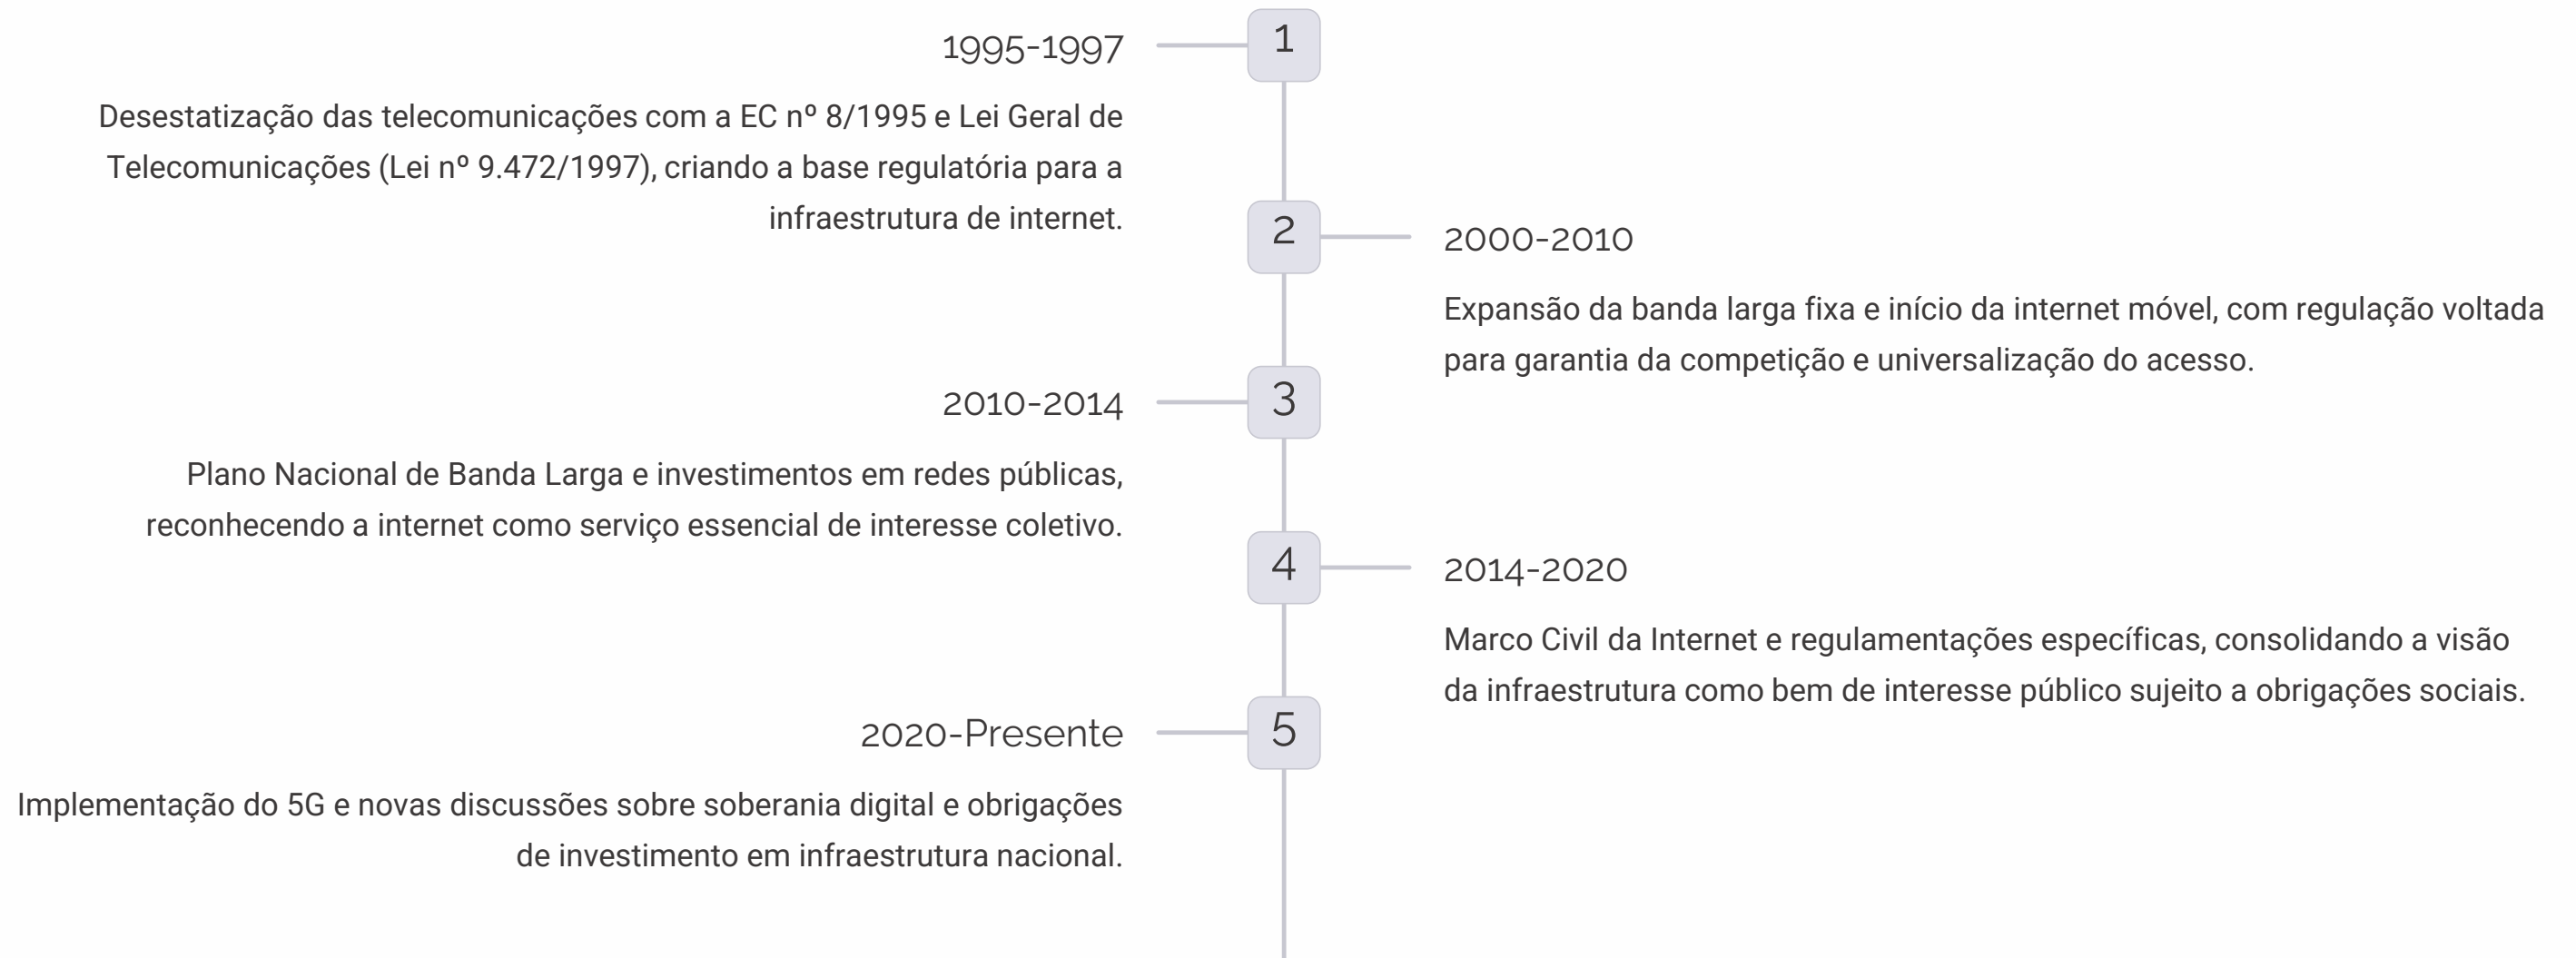 1
1995-1997
Desestatização das telecomunicações com a EC nº 8/1995 e Lei Geral de
Telecomunicações (Lei nº 9.472/1997), criando a base regulatória para a
infraestrutura de internet.
2
2000-2010
Expansão da banda larga fixa e início da internet móvel, com regulação voltada
para garantia da competição e universalização do acesso.
3
2010-2014
Plano Nacional de Banda Larga e investimentos em redes públicas,
reconhecendo a internet como serviço essencial de interesse coletivo.
4
2014-2020
Marco Civil da Internet e regulamentações específicas, consolidando a visão
da infraestrutura como bem de interesse público sujeito a obrigações sociais.
5
2020-Presente
Implementação do 5G e novas discussões sobre soberania digital e obrigações
de investimento em infraestrutura nacional.